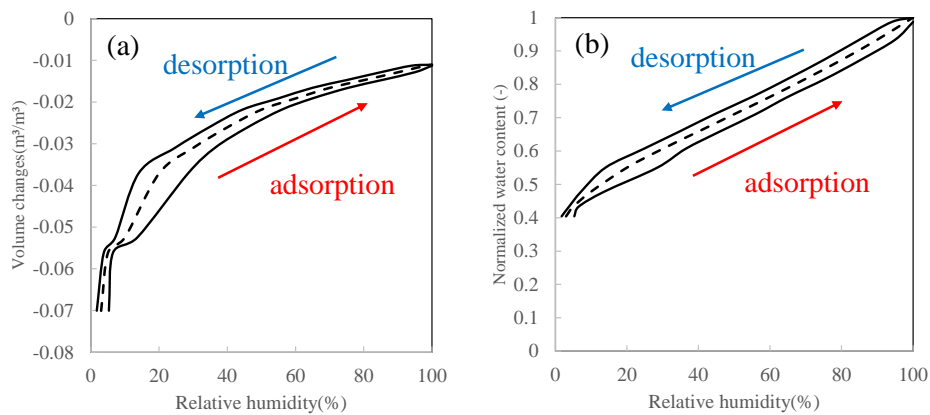 (a)
desorption
adsorption
Volume changes(m³/m³)
0
-0.01
-0.02
-0.03
-0.04
-0.05
-0.06
-0.07
-0.08
0 20 40 60 80 100
Relative humidity(%)
(b)
desorption
adsorption
Normalized water content (-)
1
0.9
0.8
0.7
0.6
0.5
0.4
0.3
0.2
0.1
0
0 20 40 60 80 100
Relative humidity(%)